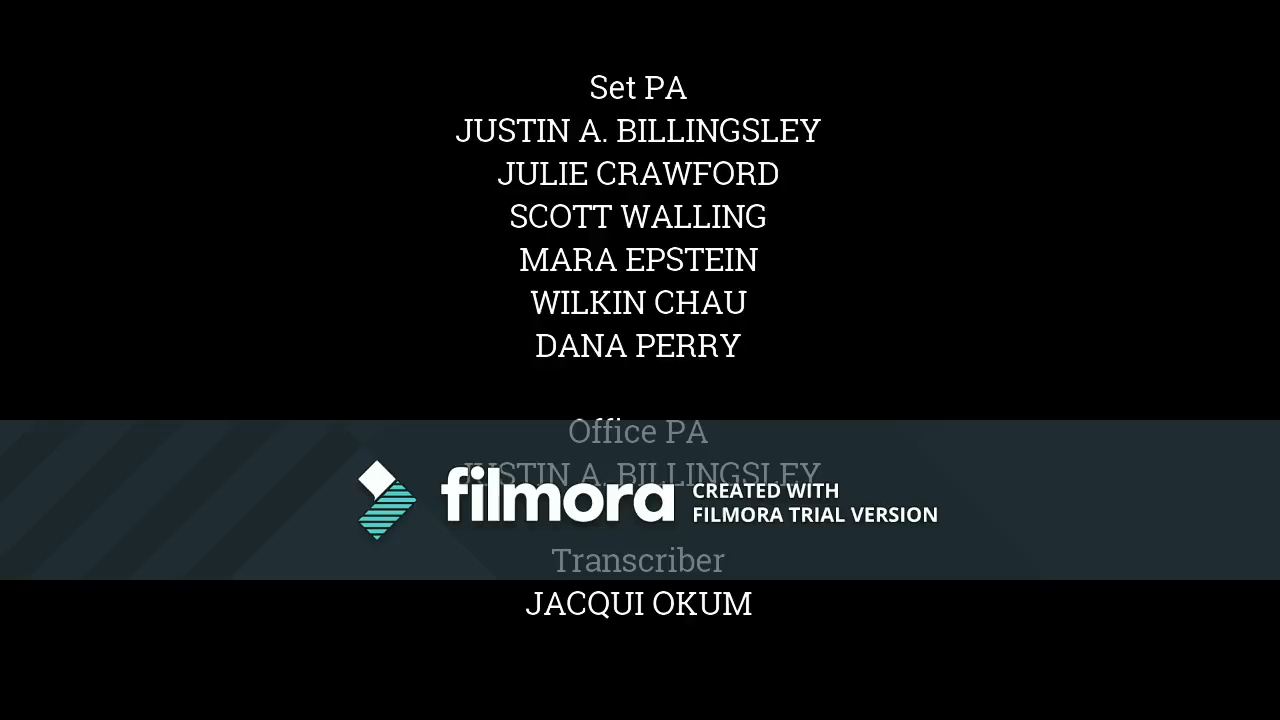 Set PA
JUSTIN A. BILLINGSLEY
JULIE CRAWFORD
SCOTT WALLING
MARA EPSTEIN
WILKIN CHAU
DANA PERRY
Office PA
JUSTIN A. BILLINGSLEY
filmora
CREATED WITH
FILMORA TRIAL VERSION
Transcriber
JACQUI OKUM